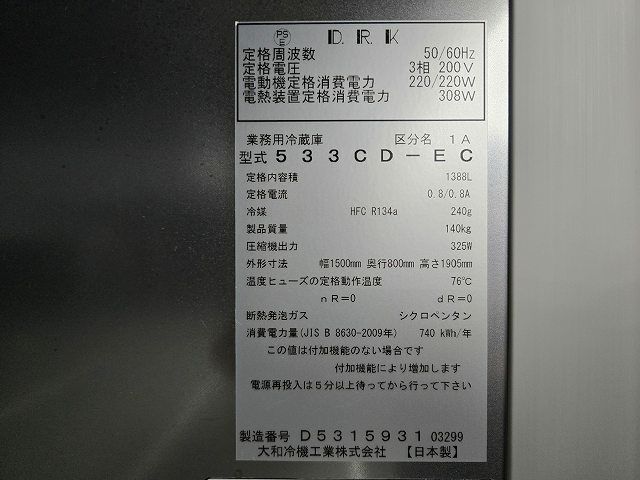 PS
E
D.R.K
定格周波数 50/60Hz
定格電圧 3相 200V
電動機定格消費電力 220/220W
電熱装置定格消費電力 308W
業務用冷蔵庫 区分名 1A
型式 533CD-EC
定格内容積 1388L
定格電流 0.8/0.8A
冷媒 HFC R134a 240g
製品質量 140kg
圧縮機出力 325W
外形寸法 幅1500mm 奥行800mm 高さ1905mm
温度ヒューズの定格動作温度 76℃
nR=0 dR=0
断熱発泡ガス シクロペンタン
消費電力量(JIS B 8630-2009年) 740 kWh/年
この値は付加機能のない場合です
付加機能により増加します
電源再投入は5分以上待ってから行って下さい
製造番号 D5315931 03299
大和冷機工業株式会社 【日本製】